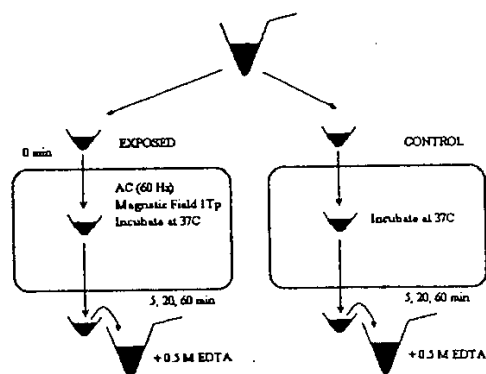 0 min
EXPOSED
CONTROL
AC (60 Hz)
Magnetic Field 1Tp
Incubate at 37C
Incubate at 37C
5, 20, 60 min
5, 20, 60 min
+ 0.5 M EDTA
+ 0.5 M EDTA